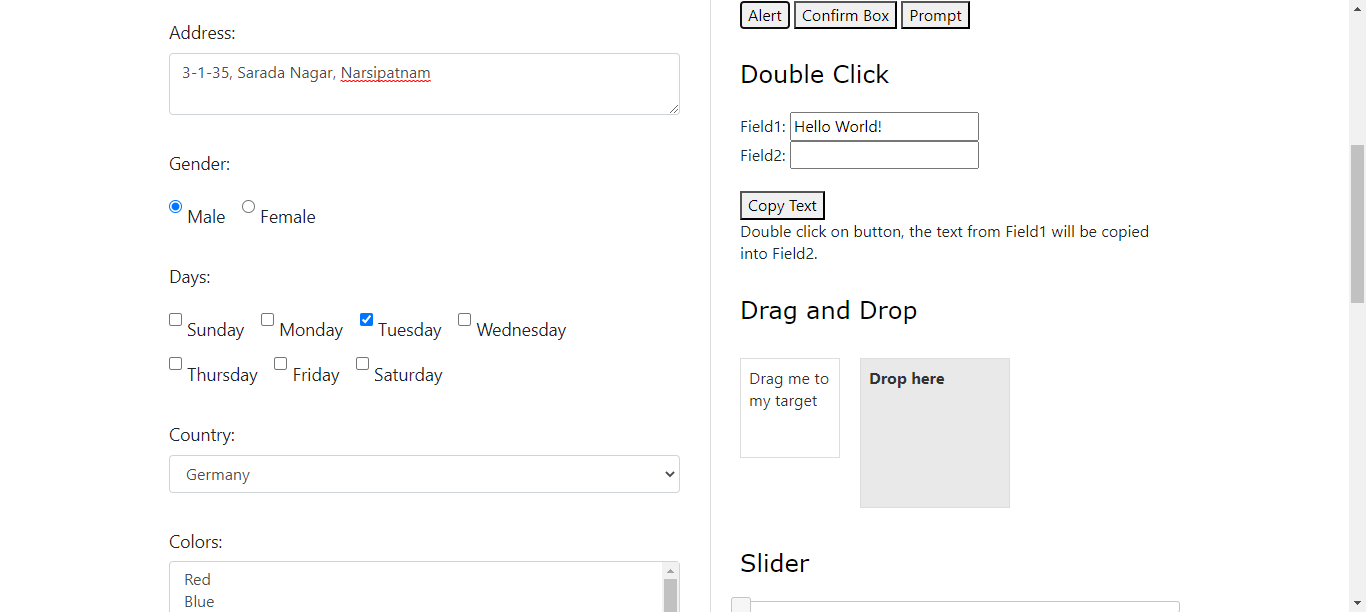 Address:
3-1-35, Sarada Nagar, Narsipatnam
Gender:
Male Female
Days:
Sunday Monday Tuesday Wednesday
Thursday Friday Saturday
Country:
Germany
Colors:
Red
Blue
Alert Confirm Box Prompt
Double Click
Field1: Hello World!
Field2:
Copy Text
Double click on button, the text from Field1 will be copied
into Field2.
Drag and Drop
Drag me to
my target
Drop here
Slider